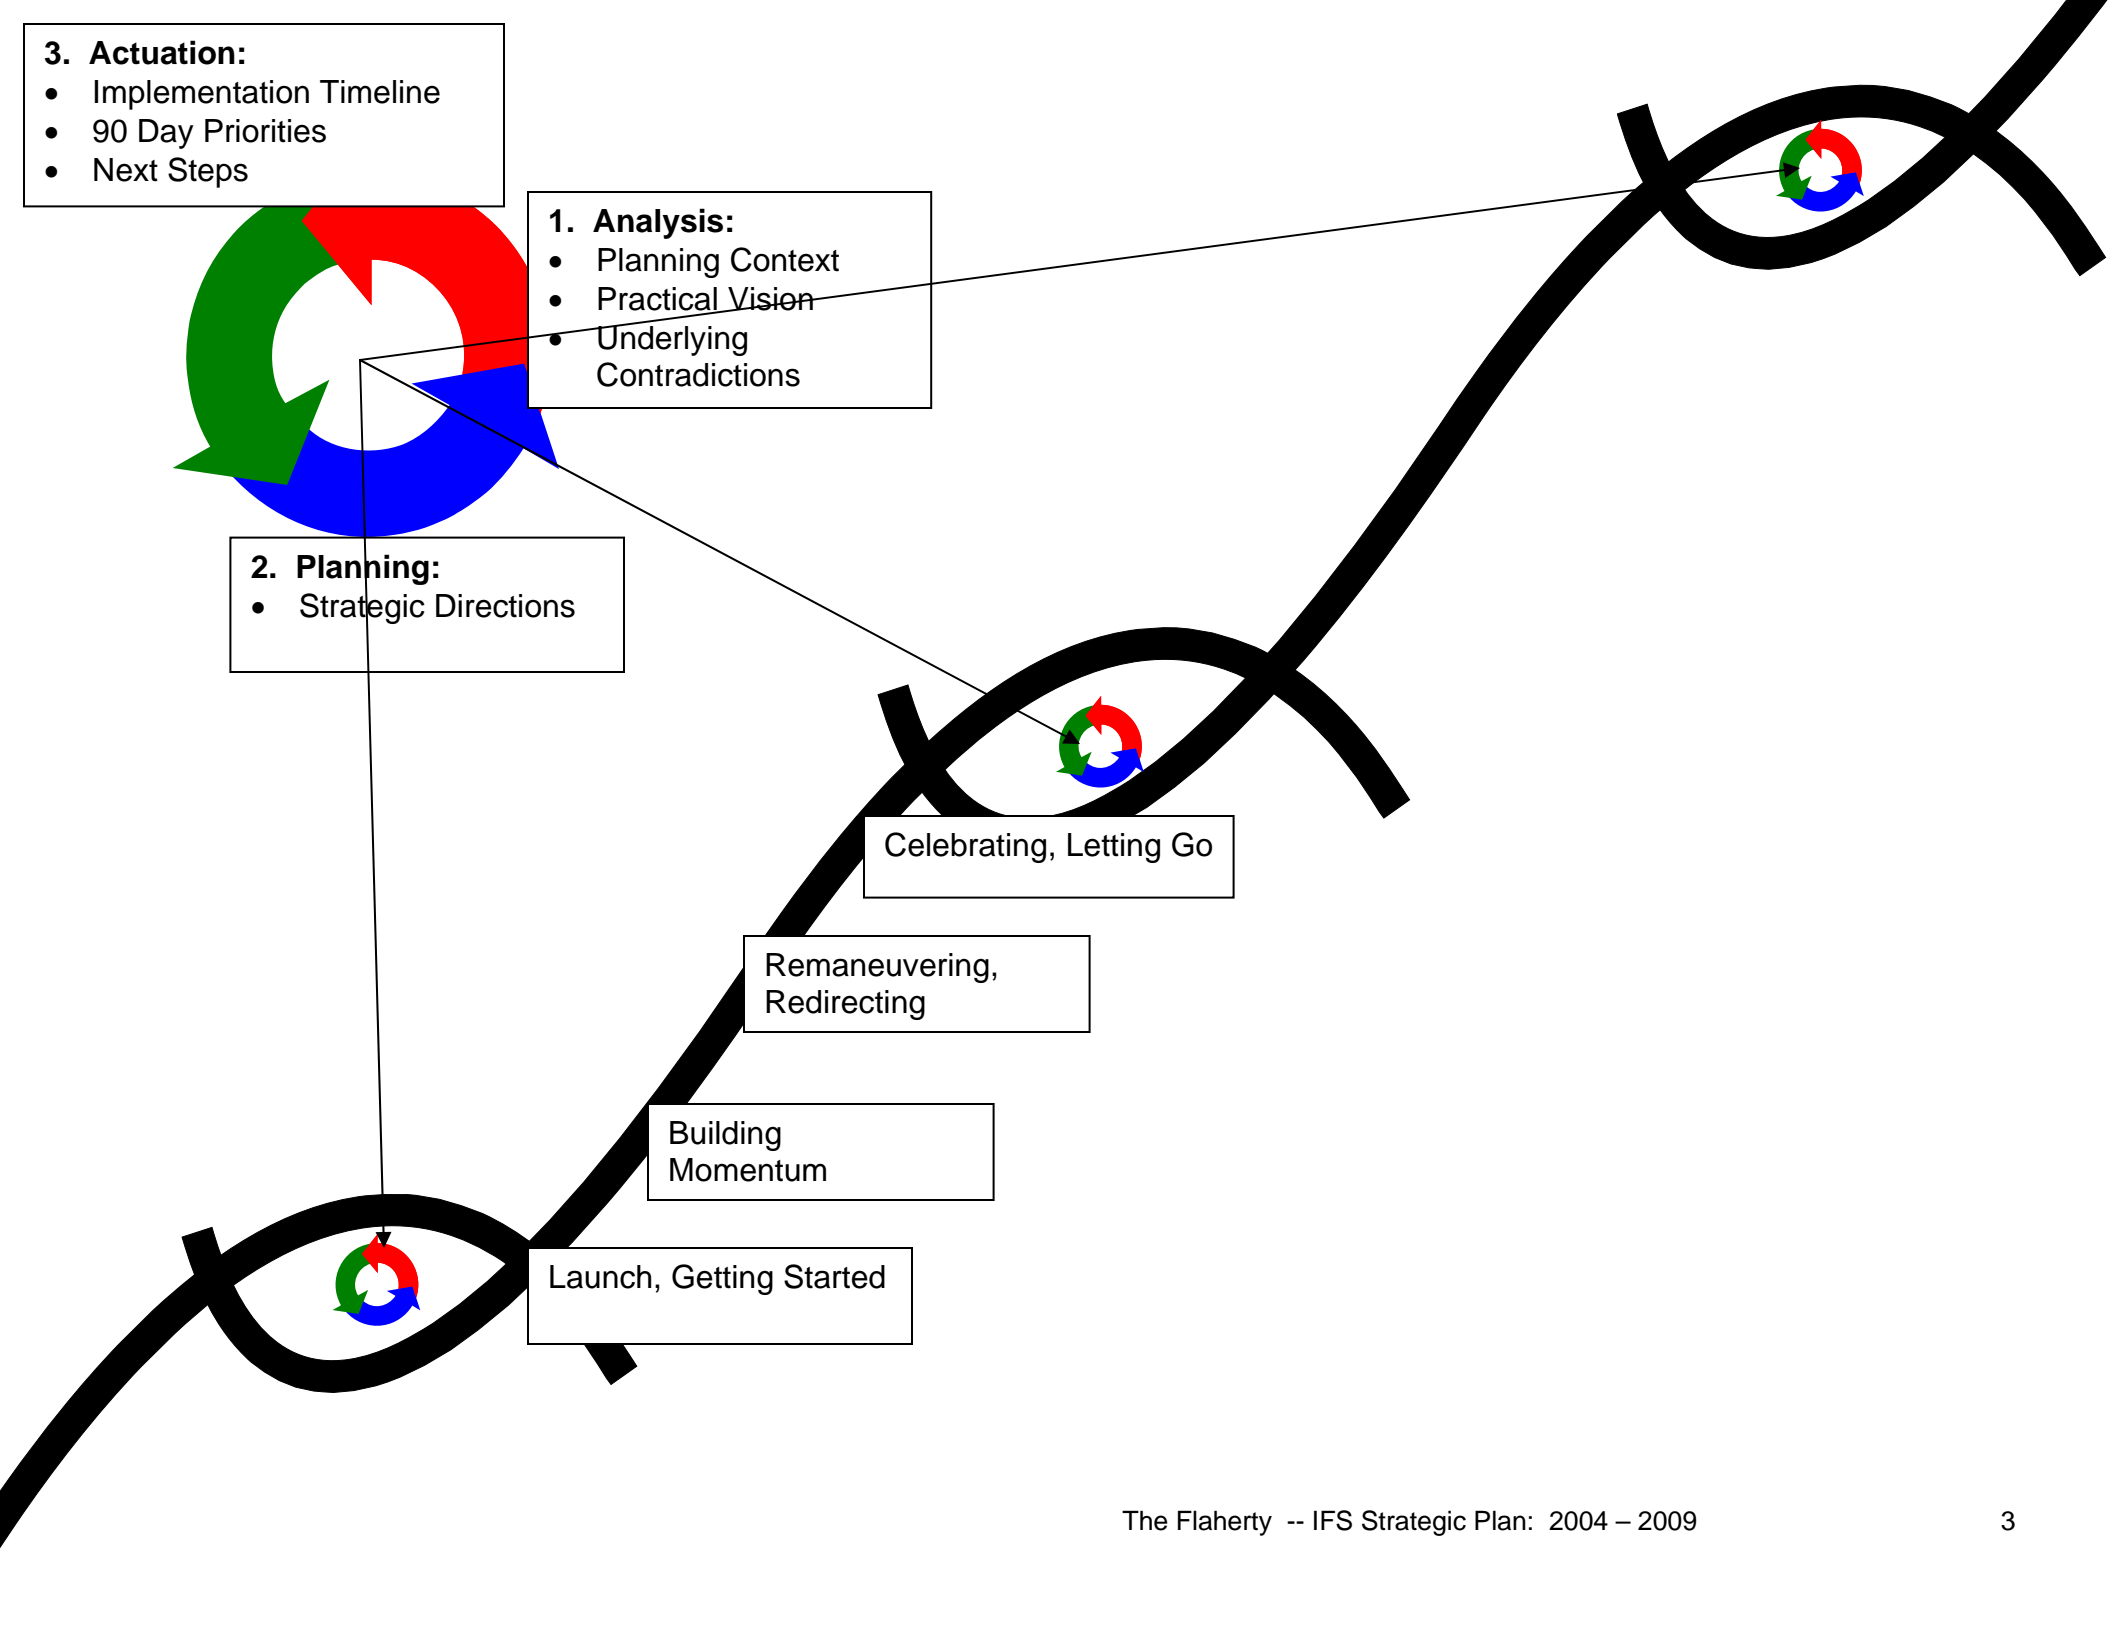 3. Actuation:
• Implementation Timeline
• 90 Day Priorities
• Next Steps
1. Analysis:
• Planning Context
• Practical Vision
• Underlying
Contradictions
2. Planning:
• Strategic Directions
Celebrating, Letting Go
Remaneuvering,
Redirecting
Building
Momentum
Launch, Getting Started
The Flaherty -- IFS Strategic Plan: 2004 – 2009 3